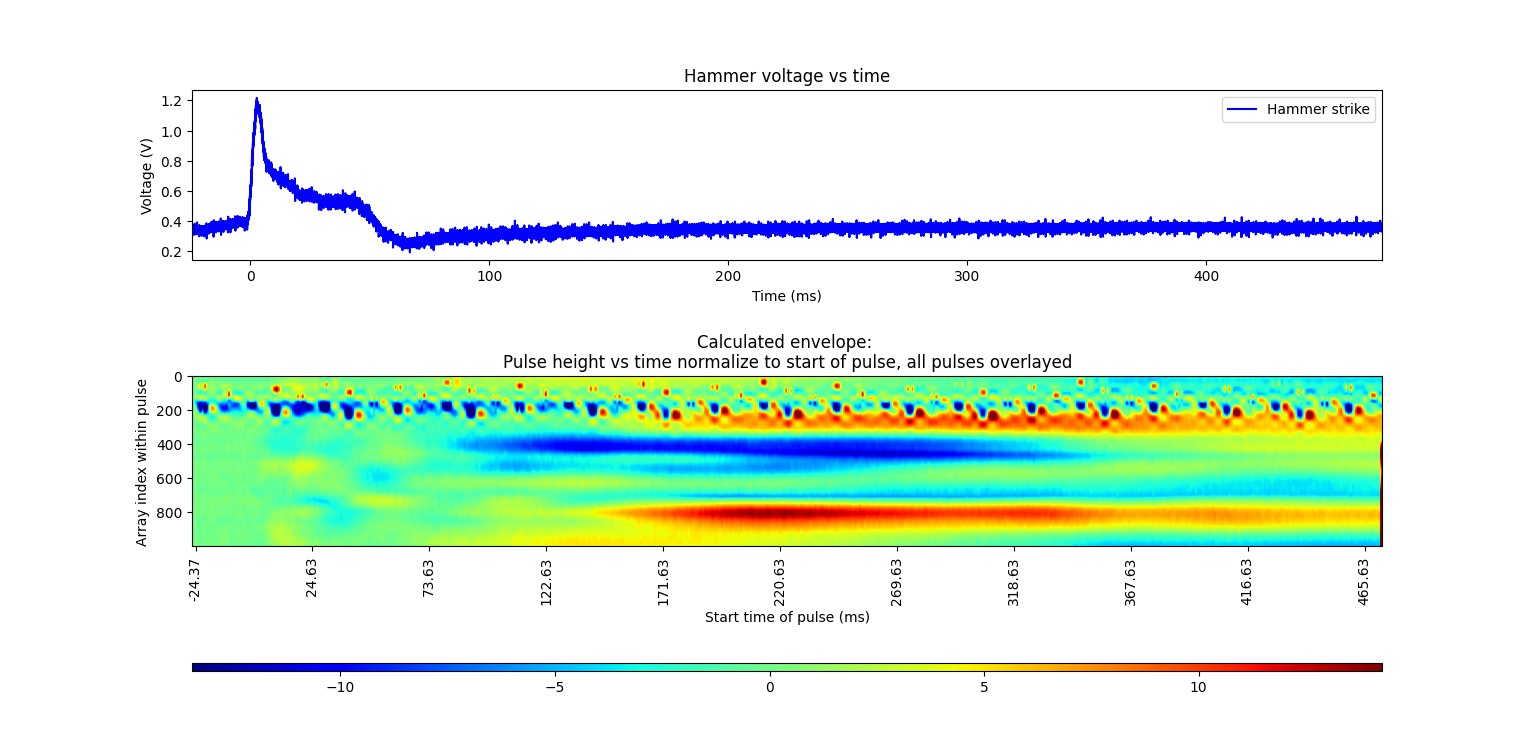 Hammer voltage vs time
1.2
1.0
0.8
0.6
0.4
0.2
Voltage (V)
Hammer strike
0 100 200 300 400
Time (ms)
Calculated envelope:
Pulse height vs time normalize to start of pulse, all pulses overlayed
0
200
400
600
800
Array index within pulse
-24.37 24.63 73.63 122.63 171.63 220.63 269.63 318.63 367.63 416.63 465.63
Start time of pulse (ms)
−10 −5 0 5 10